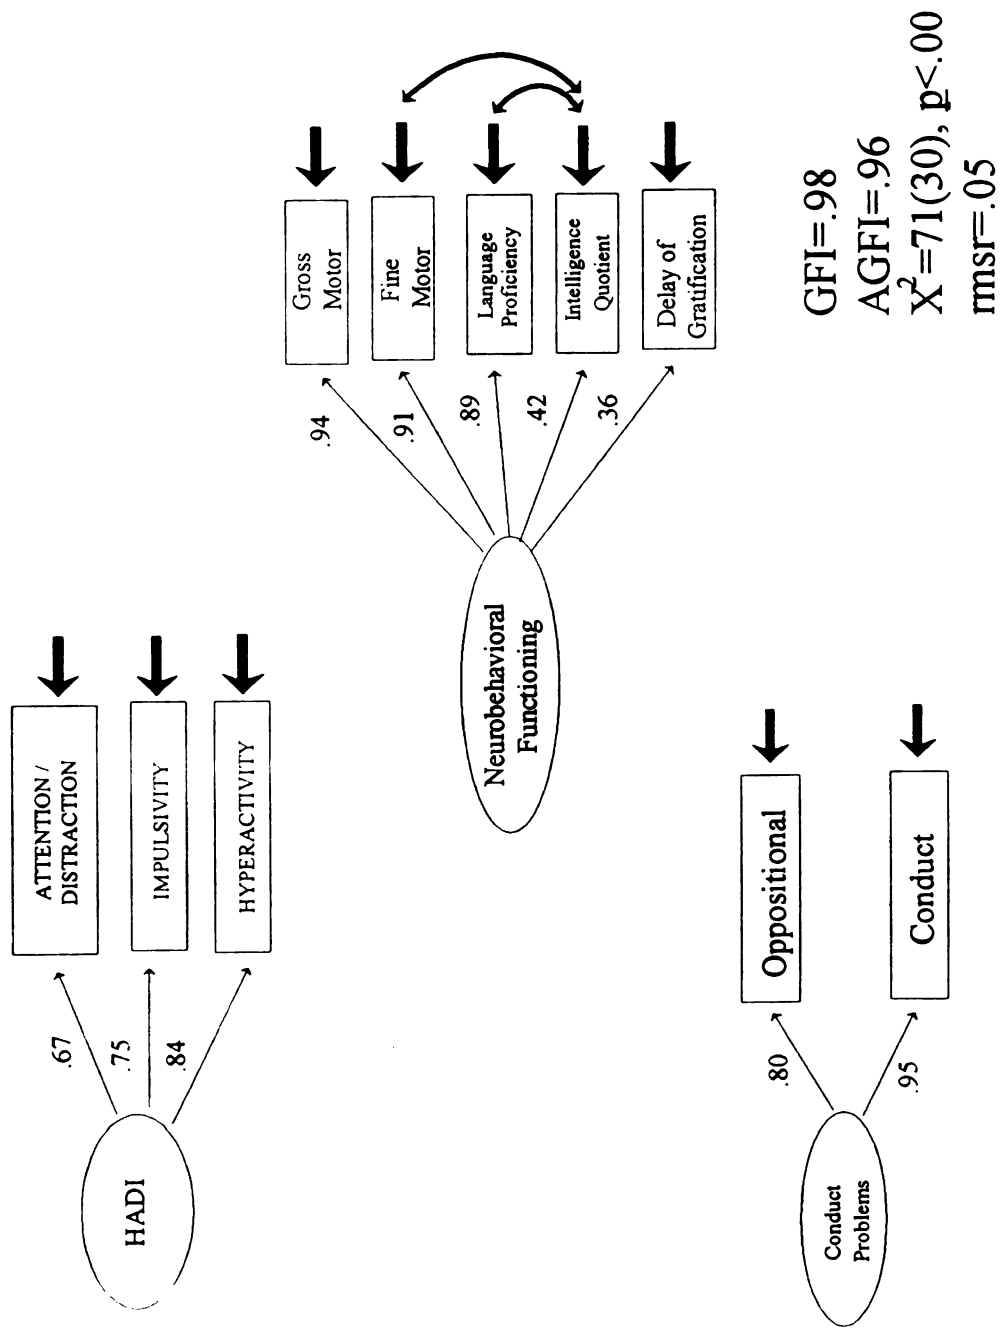 ATTENTION /
DISTRACTION
IMPULSIVITY
HYPERACTIVITY
.67
.75
.84
HADI
Gross
Motor
Fine
Motor
Language
Proficiency
Intelligence
Quotient
Delay of
Gratification
.94
.91
.89
.42
.36
Neurobehavioral
Functioning
Oppositional
Conduct
.80
.95
Conduct
Problems
GFI=.98
AGFI=.96
X²=71(30), p<.00
rmsr=.05